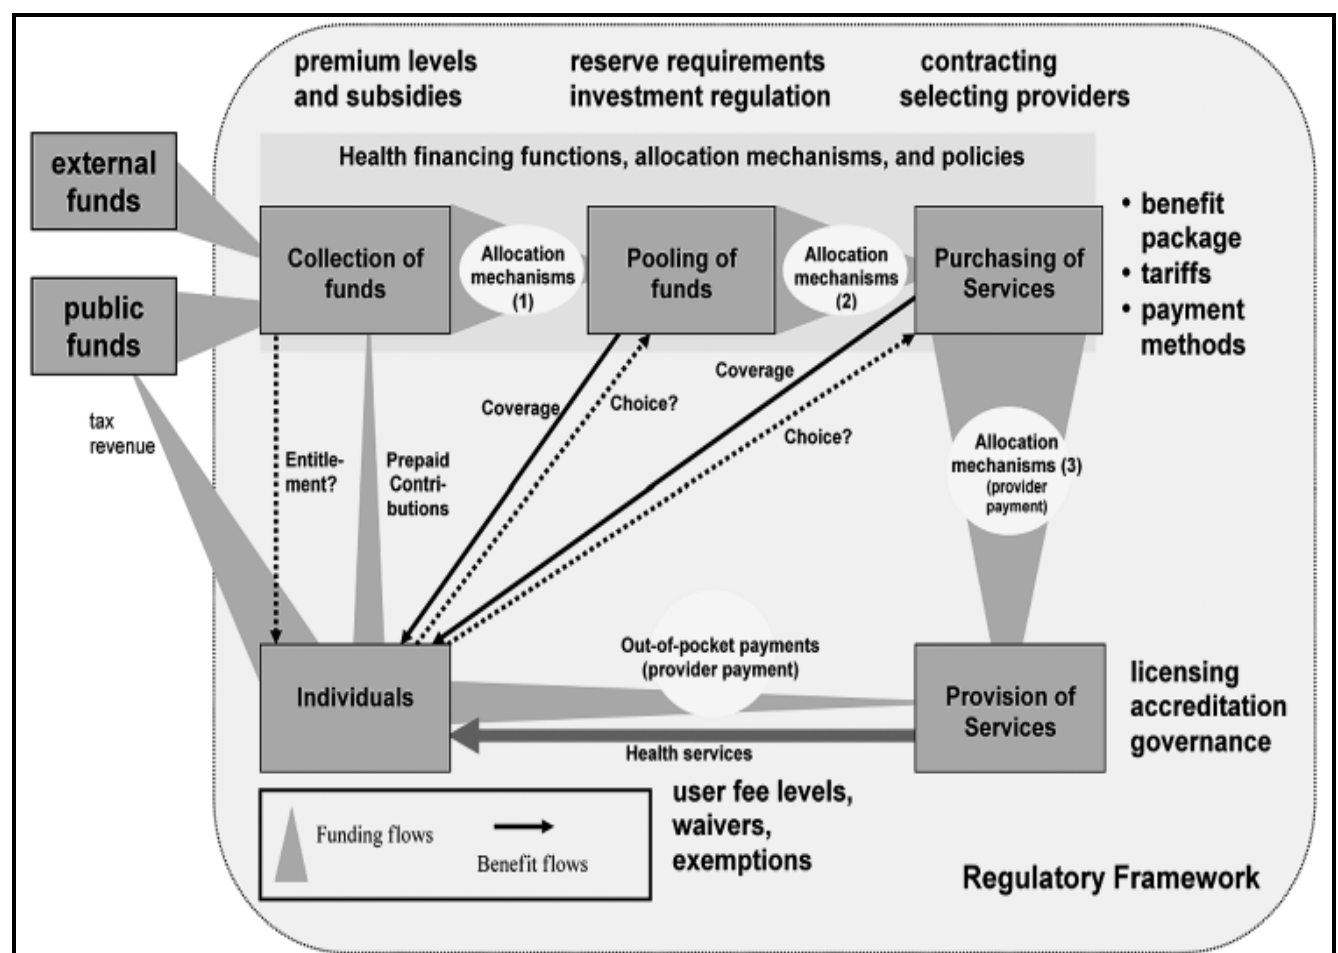 premium levels
and subsidies
reserve requirements
investment regulation
contracting
selecting providers
external
funds
Health financing functions, allocation mechanisms, and policies
Collection of
funds
Allocation
mechanisms
(1)
Pooling of
funds
Allocation
mechanisms
(2)
Purchasing of
Services
• benefit
package
• tariffs
• payment
methods
public
funds
tax
revenue
Entitle-
ment?
Prepaid
Contri-
butions
Coverage
Choice?
Coverage
Choice?
Allocation
mechanisms (3)
(provider
payment)
Individuals
Out-of-pocket payments
(provider payment)
Provision of
Services
licensing
accreditation
governance
Health services
user fee levels,
waivers,
exemptions
Funding flows
Benefit flows
Regulatory Framework